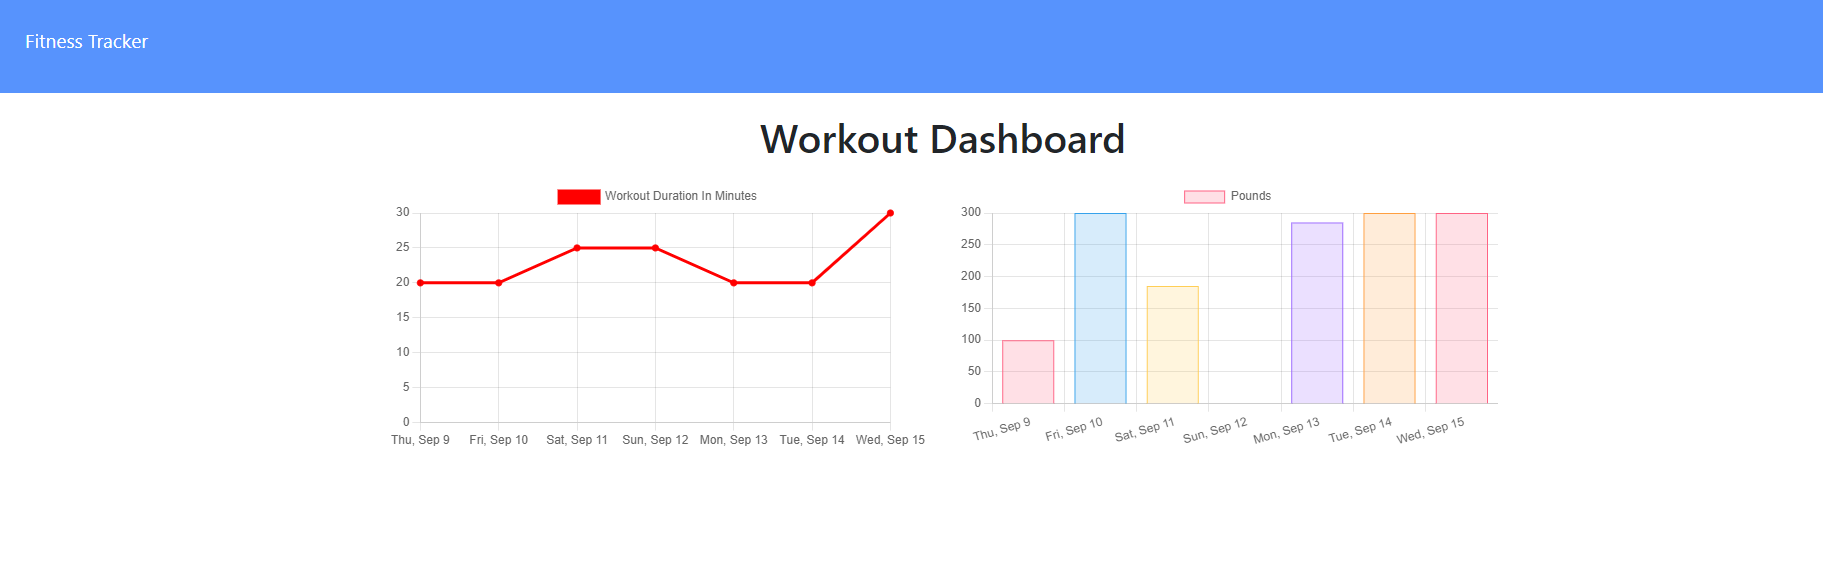 Fitness Tracker
Workout Dashboard
Workout Duration In Minutes
30
25
20
15
10
5
0
Thu, Sep 9 Fri, Sep 10 Sat, Sep 11 Sun, Sep 12 Mon, Sep 13 Tue, Sep 14 Wed, Sep 15
Pounds
300
250
200
150
100
50
0
Thu, Sep 9 Fri, Sep 10 Sat, Sep 11 Sun, Sep 12 Mon, Sep 13 Tue, Sep 14 Wed, Sep 15